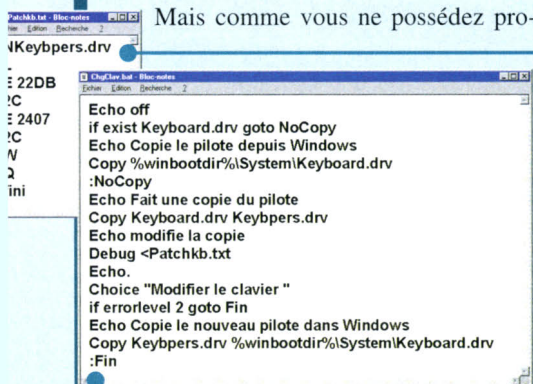 Mais comme vous ne possédez pro-
Patchkb.txt - Bloc-notes
Edition Recherche ?
NKeybpers.drv
E 22DB
2C
E 2407
2C
W
Q
Fini
ChgClav.bat - Bloc-notes
Fichier Edition Recherche ?
Echo off
if exist Keyboard.drv goto NoCopy
Echo Copie le pilote depuis Windows
Copy %winbootdir%\System\Keyboard.drv
:NoCopy
Echo Fait une copie du pilote
Copy Keyboard.drv Keybpers.drv
Echo modifie la copie
Debug <Patchkb.txt
Echo.
Choice "Modifier le clavier "
if errorlevel 2 goto Fin
Echo Copie le nouveau pilote dans Windows
Copy Keybpers.drv %winbootdir%\System\Keyboard.drv
:Fin